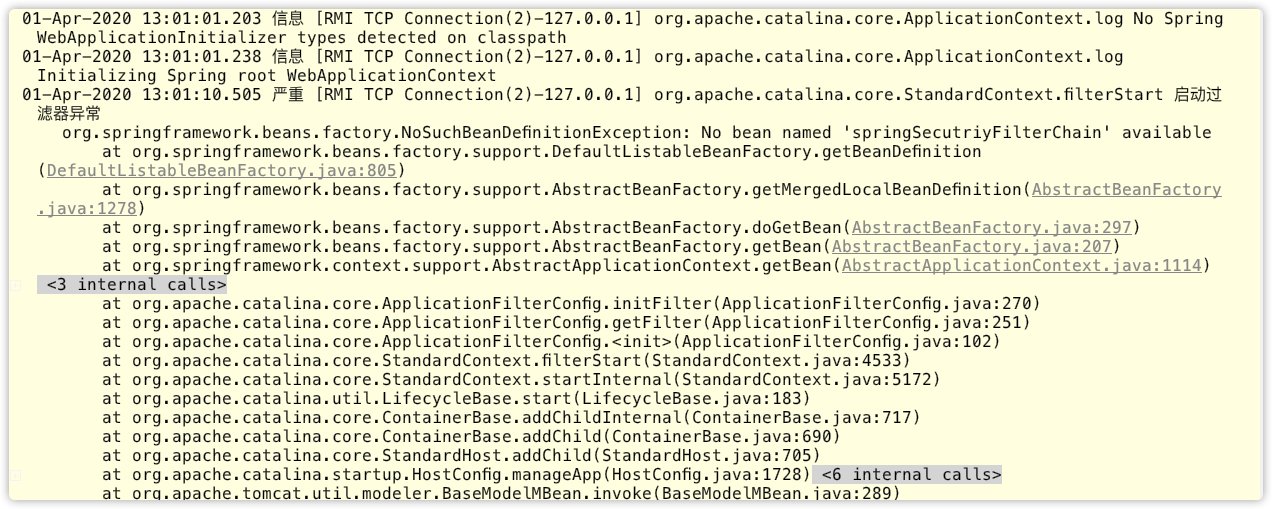 01-Apr-2020 13:01:01.203 信息 [RMI TCP Connection(2)-127.0.0.1] org.apache.catalina.core.ApplicationContext.log No Spring
WebApplicationInitializer types detected on classpath
01-Apr-2020 13:01:01.238 信息 [RMI TCP Connection(2)-127.0.0.1] org.apache.catalina.core.ApplicationContext.log
Initializing Spring root WebApplicationContext
01-Apr-2020 13:01:10.505 严重 [RMI TCP Connection(2)-127.0.0.1] org.apache.catalina.core.StandardContext.filterStart 启动过
滤器异常
org.springframework.beans.factory.NoSuchBeanDefinitionException: No bean named 'springSecutriyFilterChain' available
at org.springframework.beans.factory.support.DefaultListableBeanFactory.getBeanDefinition
(DefaultListableBeanFactory.java:805)
at org.springframework.beans.factory.support.AbstractBeanFactory.getMergedLocalBeanDefinition(AbstractBeanFactory
.java:1278)
at org.springframework.beans.factory.support.AbstractBeanFactory.doGetBean(AbstractBeanFactory.java:297)
at org.springframework.beans.factory.support.AbstractBeanFactory.getBean(AbstractBeanFactory.java:207)
at org.springframework.context.support.AbstractApplicationContext.getBean(AbstractApplicationContext.java:1114)
<3 internal calls>
at org.apache.catalina.core.ApplicationFilterConfig.initFilter(ApplicationFilterConfig.java:270)
at org.apache.catalina.core.ApplicationFilterConfig.getFilter(ApplicationFilterConfig.java:251)
at org.apache.catalina.core.ApplicationFilterConfig.<init>(ApplicationFilterConfig.java:102)
at org.apache.catalina.core.StandardContext.filterStart(StandardContext.java:4533)
at org.apache.catalina.core.StandardContext.startInternal(StandardContext.java:5172)
at org.apache.catalina.util.LifecycleBase.start(LifecycleBase.java:183)
at org.apache.catalina.core.ContainerBase.addChildInternal(ContainerBase.java:717)
at org.apache.catalina.core.ContainerBase.addChild(ContainerBase.java:690)
at org.apache.catalina.core.StandardHost.addChild(StandardHost.java:705)
at org.apache.catalina.startup.HostConfig.manageApp(HostConfig.java:1728) <6 internal calls>
at org.apache.tomcat.util.modeler.BaseModelMBean.invoke(BaseModelMBean.java:289)